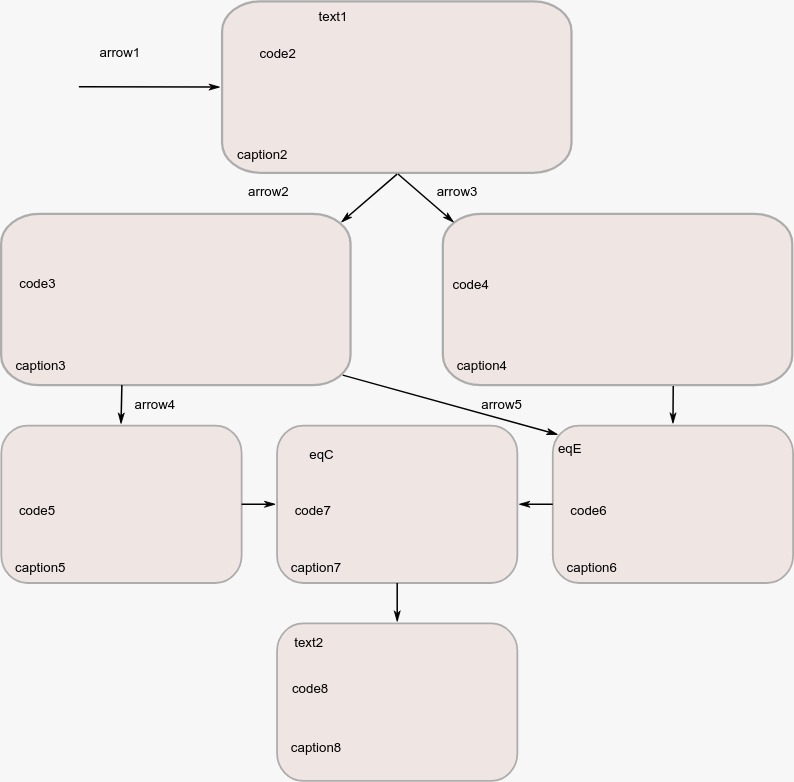 text1
arrow1
code2
caption2
arrow2
arrow3
code3
code4
caption3
caption4
arrow4
arrow5
eqC
eqE
code5
code7
code6
caption5
caption7
caption6
text2
code8
caption8